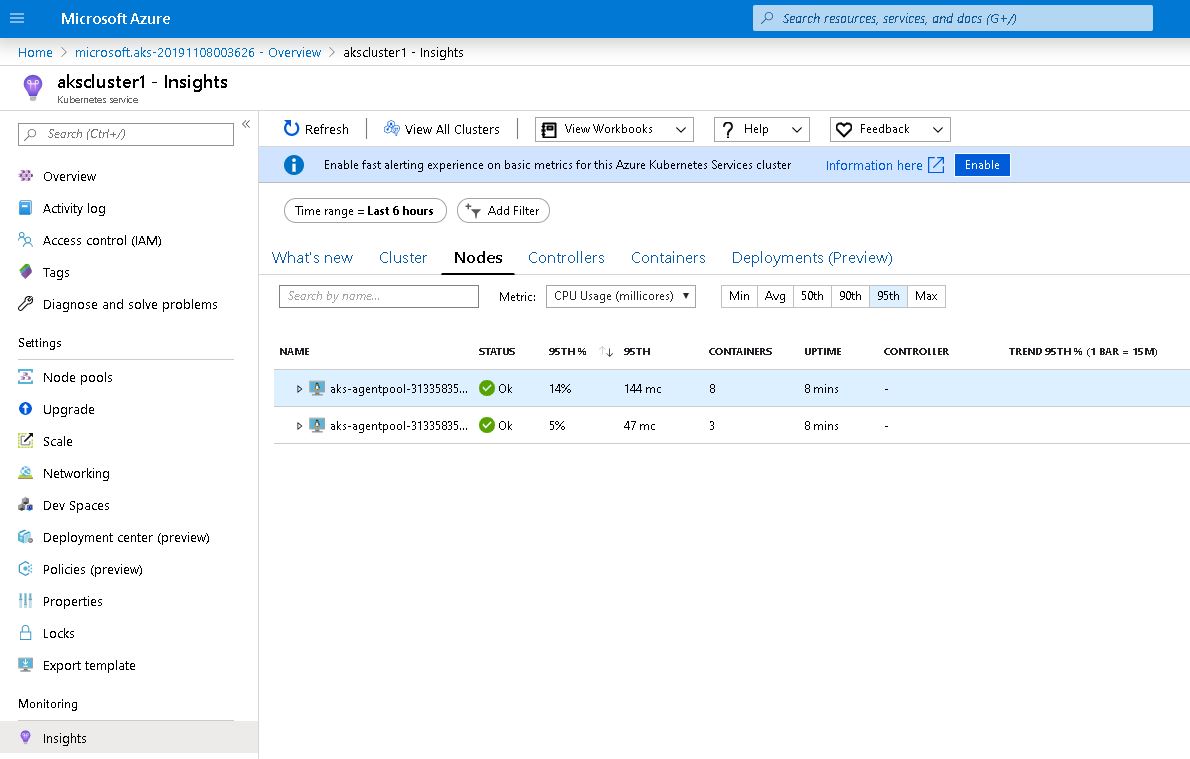 Microsoft Azure
Search resources, services, and docs (G+/)
Home > microsoft.aks-20191108003626 - Overview > akscluster1 - Insights
akscluster1 - Insights
Kubernetes service
Search (Ctrl+/)
«
Overview
Activity log
Access control (IAM)
Tags
Diagnose and solve problems
Settings
Node pools
Upgrade
Scale
Networking
Dev Spaces
Deployment center (preview)
Policies (preview)
Properties
Locks
Export template
Monitoring
Insights
Refresh View All Clusters View Workbooks Help Feedback
Enable fast alerting experience on basic metrics for this Azure Kubernetes Services cluster Information here Enable
Time range = Last 6 hours Add Filter
What's new Cluster Nodes Controllers Containers Deployments (Preview)
Search by name... Metric: CPU Usage (millicores) Min Avg 50th 90th 95th Max
NAME STATUS 95TH % ↑↓ 95TH CONTAINERS UPTIME CONTROLLER TREND 95TH % (1 BAR = 15M)
aks-agentpool-31335835... Ok 14% 144 mc 8 8 mins -
aks-agentpool-31335835... Ok 5% 47 mc 3 8 mins -